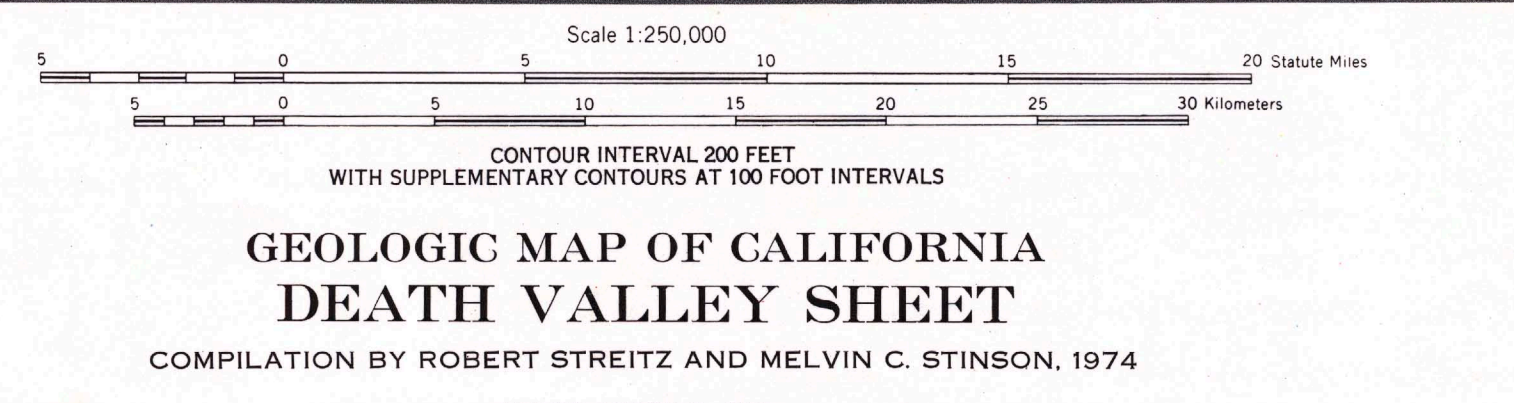 Scale 1:250,000
5 0 5 10 15 20 Statute Miles
5 0 5 10 15 20 25 30 Kilometers
CONTOUR INTERVAL 200 FEET
WITH SUPPLEMENTARY CONTOURS AT 100 FOOT INTERVALS
GEOLOGIC MAP OF CALIFORNIA
DEATH VALLEY SHEET
COMPILATION BY ROBERT STREITZ AND MELVIN C. STINSON, 1974